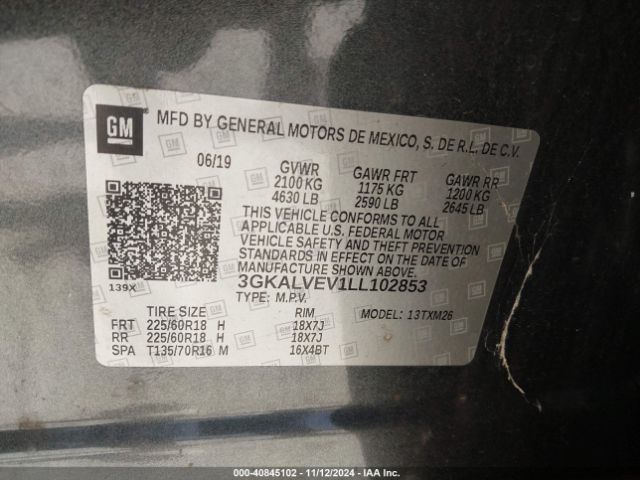 GM MFD BY GENERAL MOTORS DE MEXICO, S. DE R.L. DE C.V.
06/19 GVWR GAWR FRT GAWR RR
2100 KG 1175 KG 1200 KG
4630 LB 2590 LB 2645 LB
THIS VEHICLE CONFORMS TO ALL
APPLICABLE U.S. FEDERAL MOTOR
VEHICLE SAFETY AND THEFT PREVENTION
STANDARDS IN EFFECT ON THE DATE OF
MANUFACTURE SHOWN ABOVE.
139X 3GKALVEV1LL102853
TYPE: M.P.V.
TIRE SIZE RIM MODEL: 13TXM26
FRT 225/60R18 H 18X7J
RR 225/60R18 H 18X7J
SPA T135/70R16 M 16X4BT
000-40845102 - 11/12/2024 - IAA Inc.